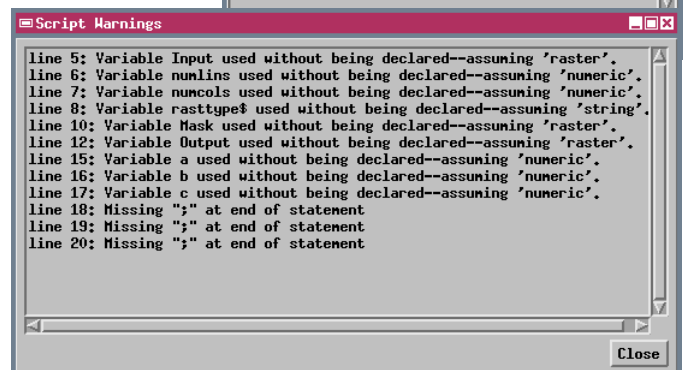 Script Warnings
line 5: Variable Input used without being declared--assuming 'raster'.
line 6: Variable numlins used without being declared--assuming 'numeric'.
line 7: Variable numcols used without being declared--assuming 'numeric'.
line 8: Variable rasttype$ used without being declared--assuming 'string'.
line 10: Variable Mask used without being declared--assuming 'raster'.
line 12: Variable Output used without being declared--assuming 'raster'.
line 15: Variable a used without being declared--assuming 'numeric'.
line 16: Variable b used without being declared--assuming 'numeric'.
line 17: Variable c used without being declared--assuming 'numeric'.
line 18: Missing ";" at end of statement
line 19: Missing ";" at end of statement
line 20: Missing ";" at end of statement
Close